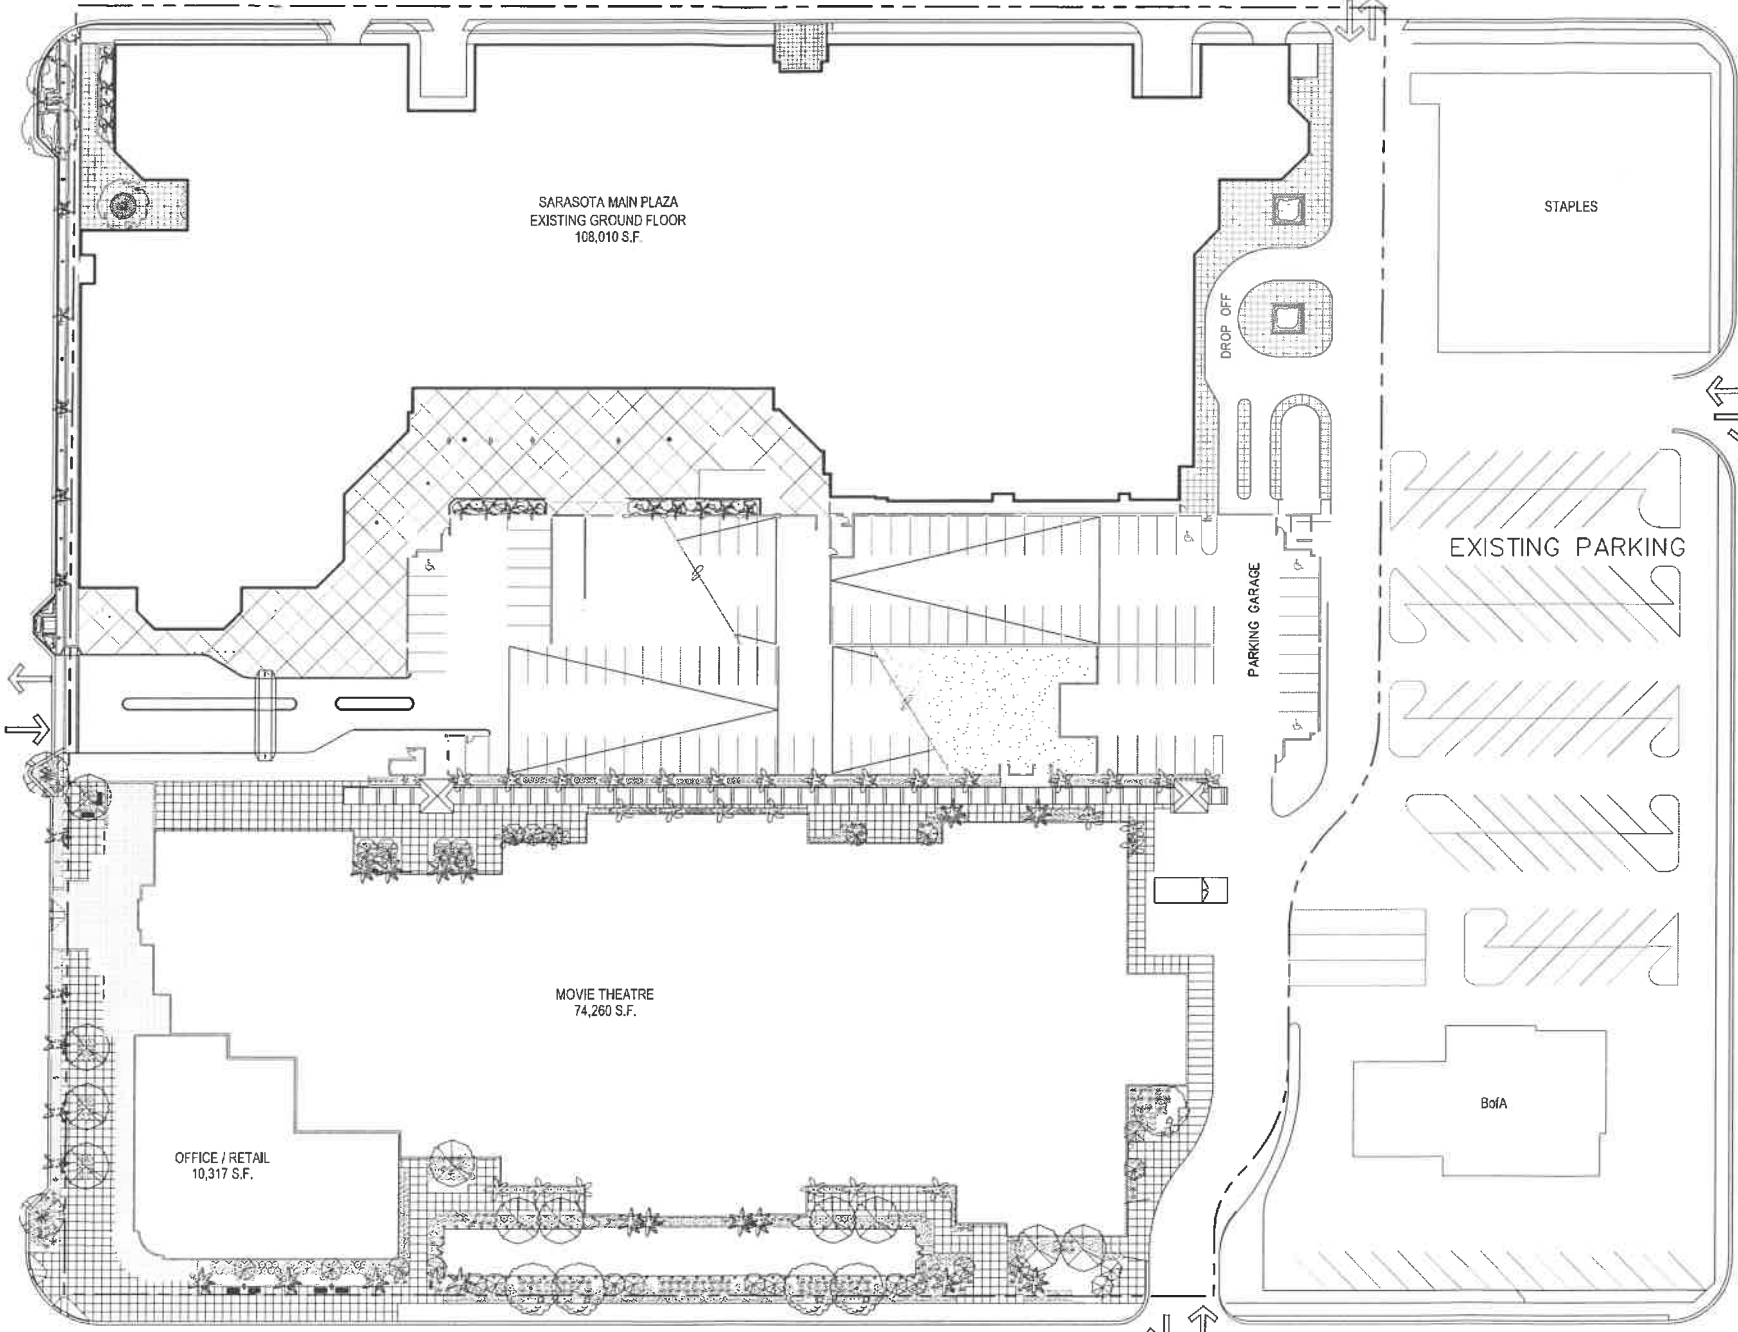 SARASOTA MAIN PLAZA
EXISTING GROUND FLOOR
108,010 S.F.
STAPLES
DROP OFF
EXISTING PARKING
PARKING GARAGE
MOVIE THEATRE
74,260 S.F.
OFFICE / RETAIL
10,317 S.F.
BofA